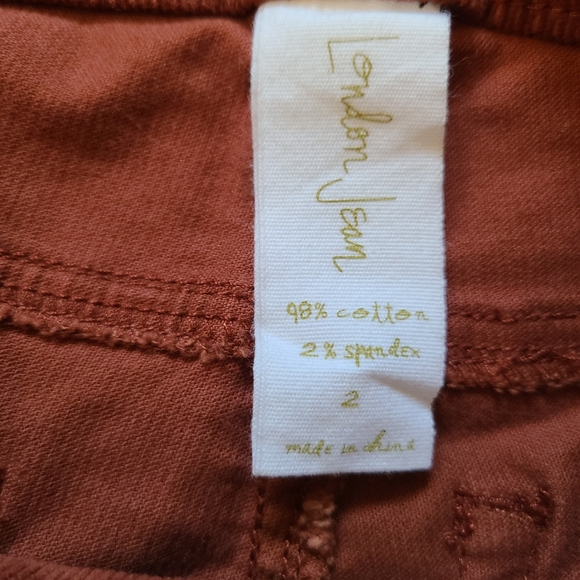 London Jean
98% cotton
2% spandex
2
made in china